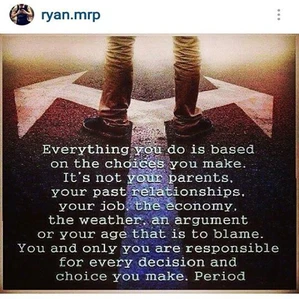 ryan.mrp
Everything you do is based
on the choices you make.
It's not your parents,
your past relationships,
your job, the economy,
the weather, an argument
or your age that is to blame.
You and only you are responsible
for every decision and
choice you make. Period